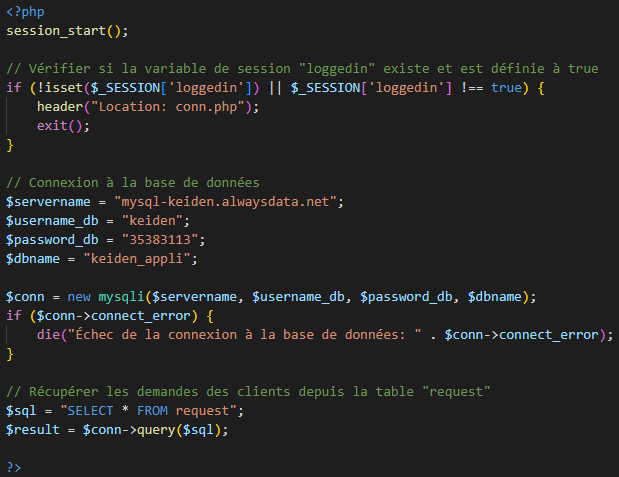 <?php
session_start();
// Vérifier si la variable de session "loggedin" existe et est définie à true
if (!isset($_SESSION['loggedin']) || $_SESSION['loggedin'] !== true) {
header("Location: conn.php");
exit();
}
// Connexion à la base de données
$servername = "mysql-keiden.alwaysdata.net";
$username_db = "keiden";
$password_db = "35383113";
$dbname = "keiden_appli";
$conn = new mysqli($servername, $username_db, $password_db, $dbname);
if ($conn->connect_error) {
die("Échec de la connexion à la base de données: " . $conn->connect_error);
}
// Récupérer les demandes des clients depuis la table "request"
$sql = "SELECT * FROM request";
$result = $conn->query($sql);
?>